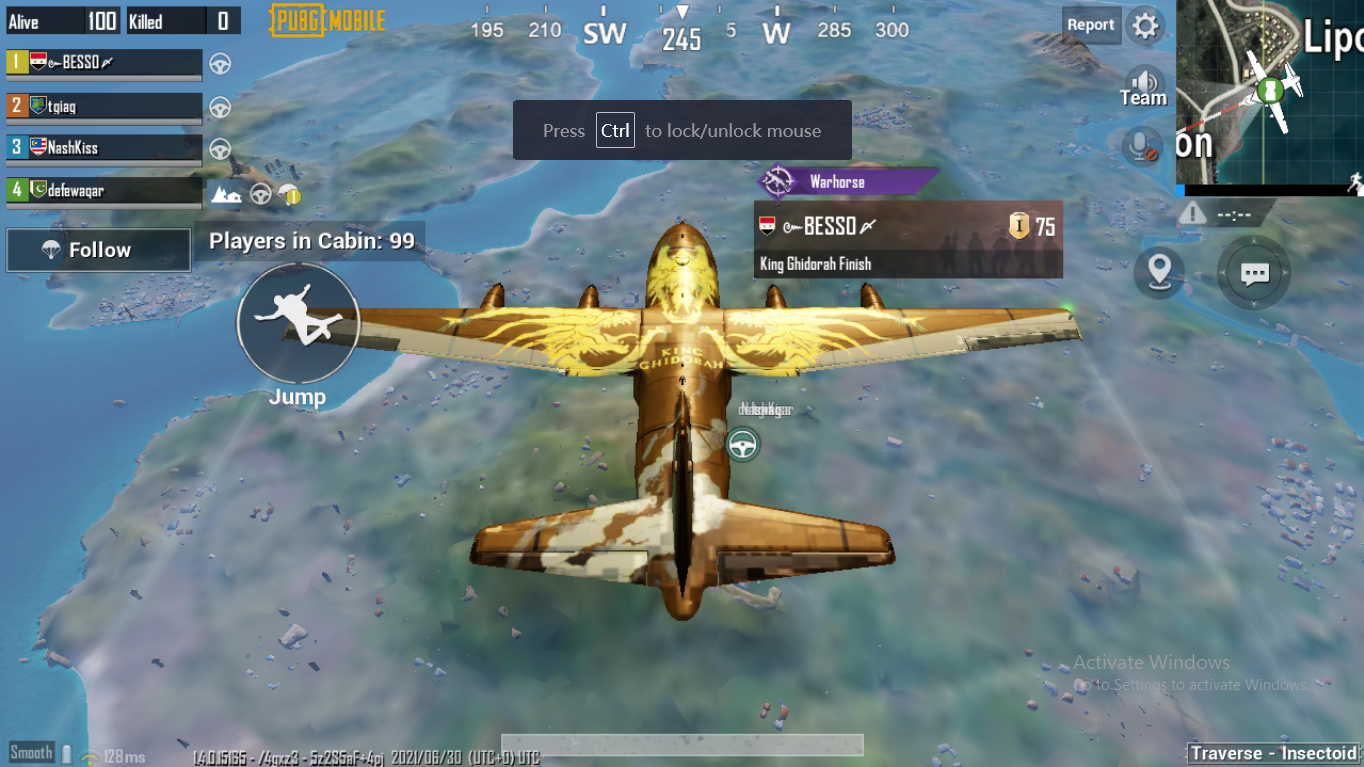 Alive 100 Killed 0
PUBG MOBILE
195 210 SW 245 5 W 285 300
Report
Lipo
1 BESSO
Team
2 tgiaq
Press Ctrl to lock/unlock mouse
3 NashKiss
on
Warhorse
4 defewaqar
1
--:--
BESSO I 75
Follow
Players in Cabin: 99
King Ghidorah Finish
KING
GHIDORAH
Jump
Activate Windows
Go to Settings to activate Windows.
Smooth 128ms
2021/06/30 (UTC+0) UTC
Traverse - Insectoid